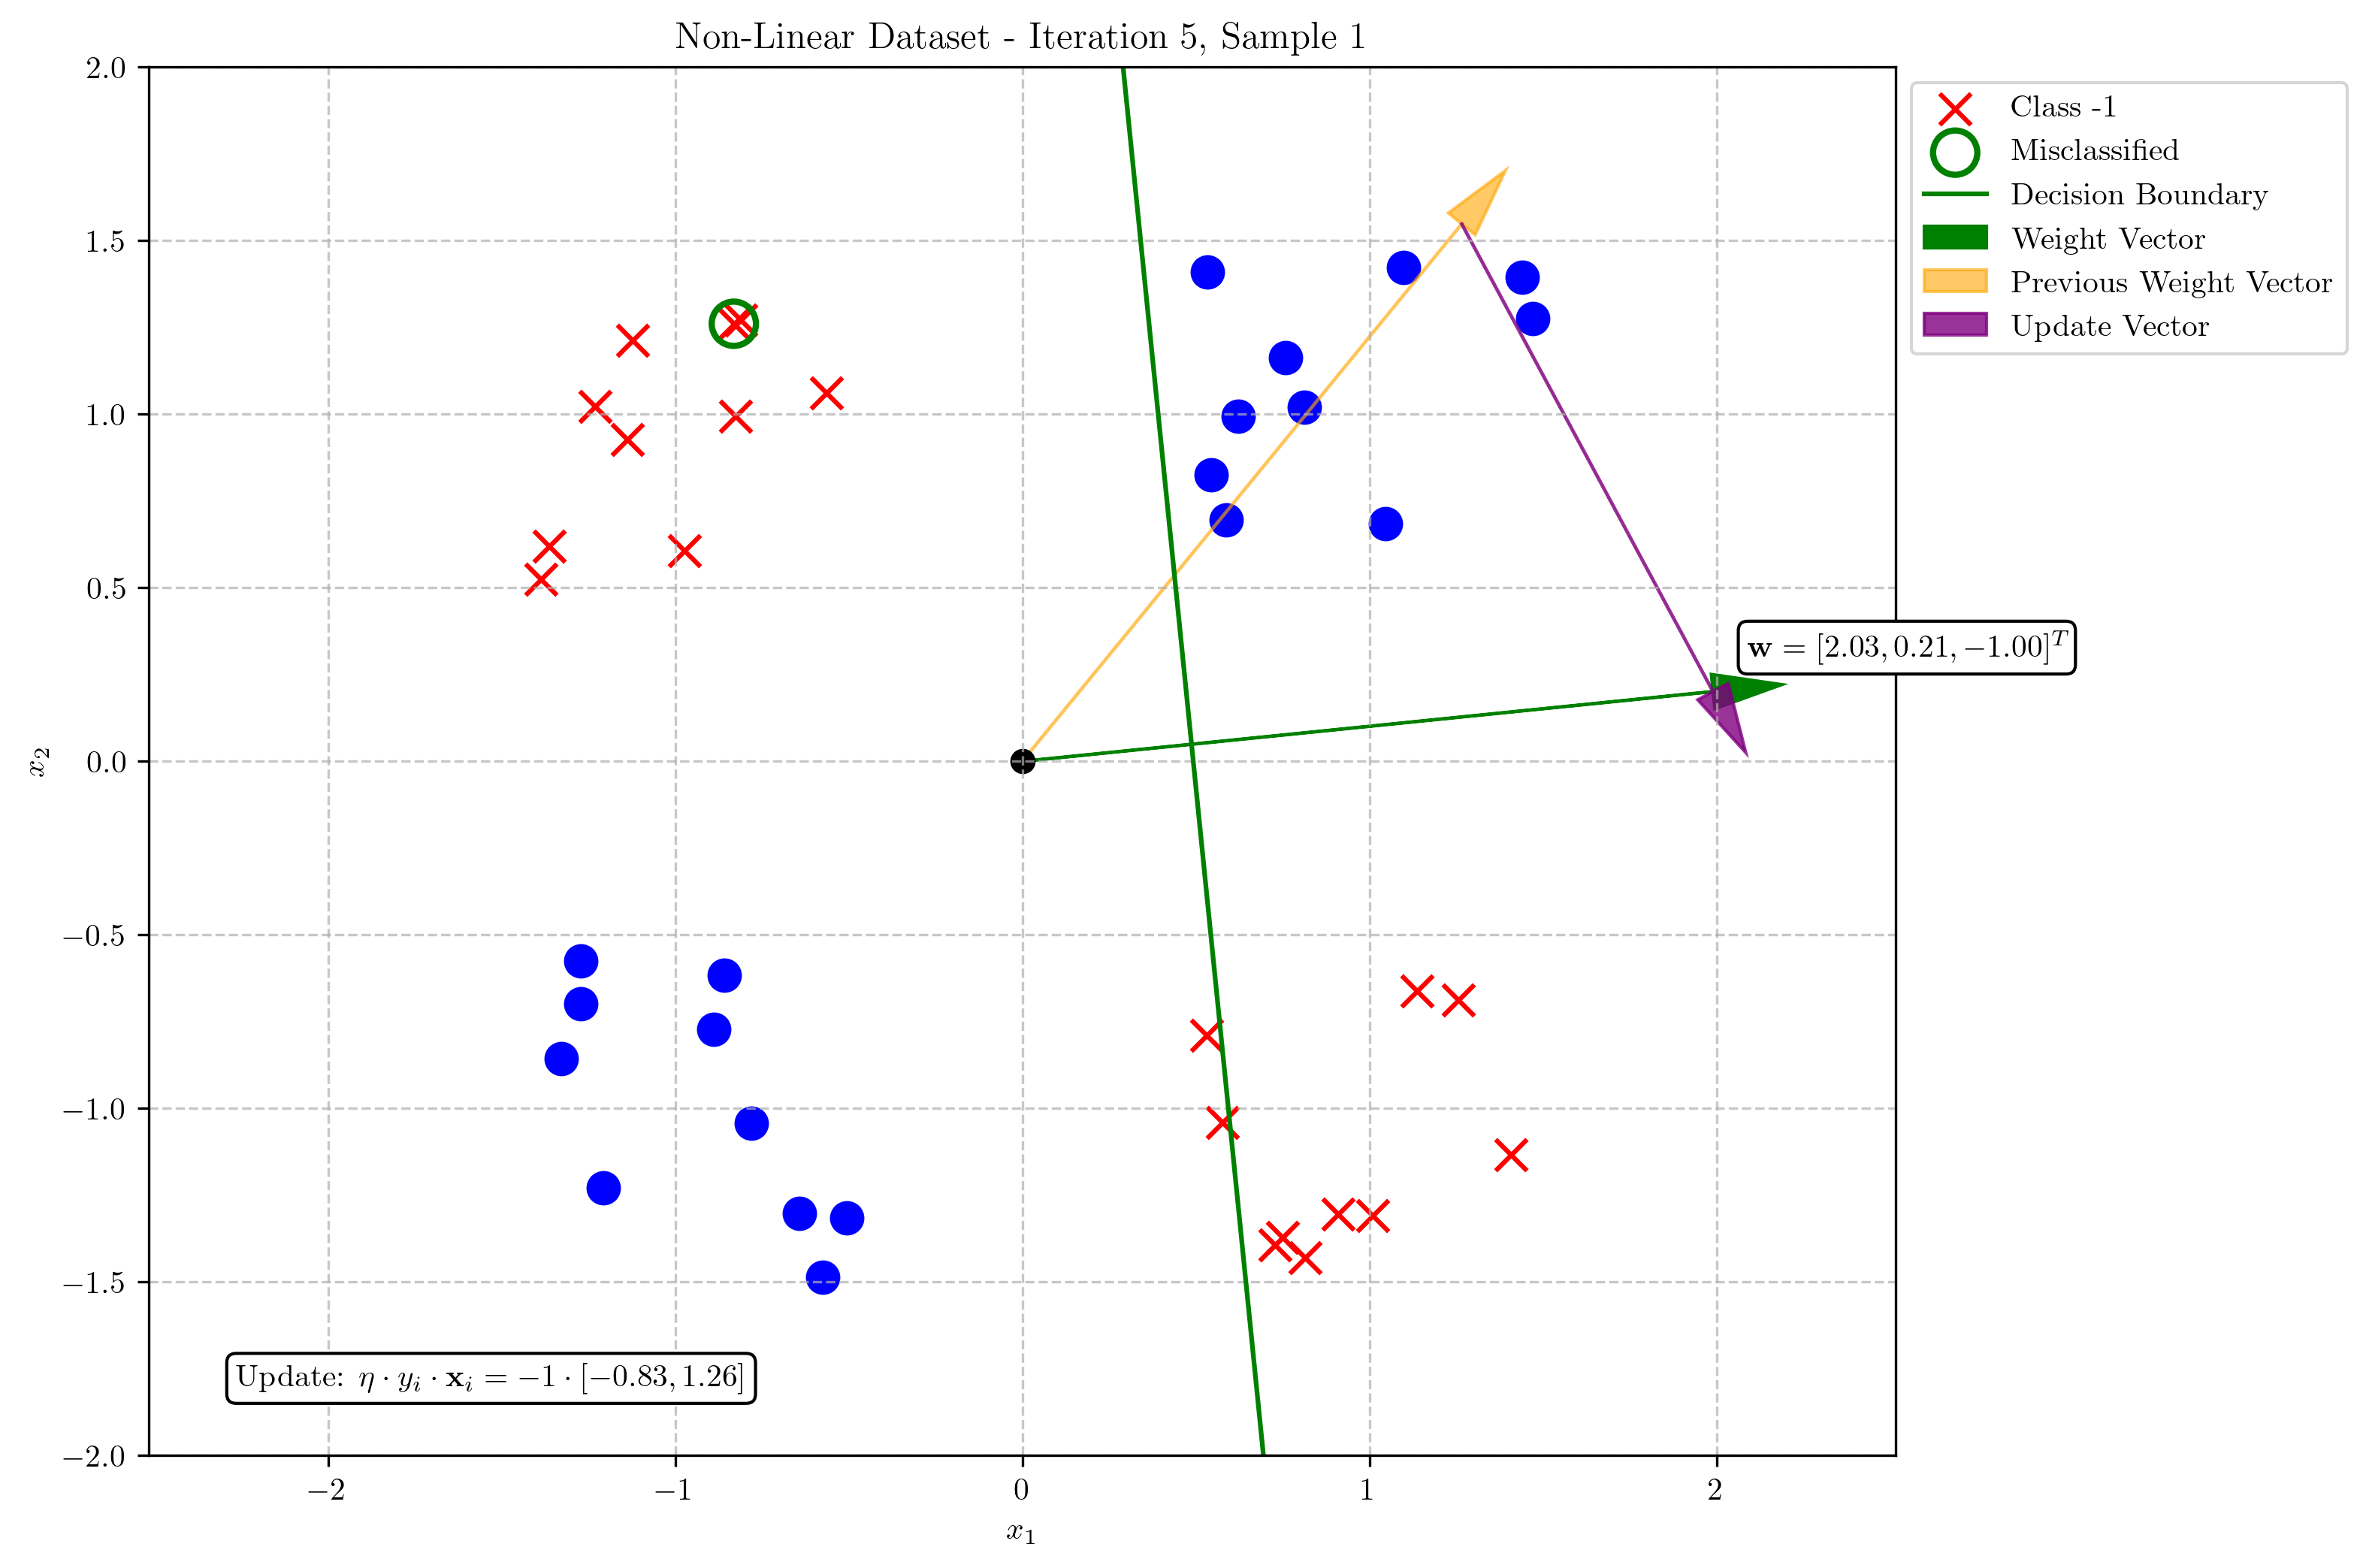 Non-Linear Dataset - Iteration 5, Sample 1
2.0
1.5
1.0
0.5
0.0
−0.5
−1.0
−1.5
−2.0
x₂
−2
−1
0
1
2
x₁
Class -1
Misclassified
Decision Boundary
Weight Vector
Previous Weight Vector
Update Vector
w = [2.03, 0.21, −1.00]ᵀ
Update: η · yᵢ · xᵢ = −1 · [−0.83, 1.26]